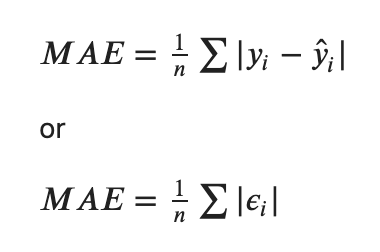 MAE = 1/n ∑ |yᵢ − ŷᵢ|
or
MAE = 1/n ∑ |ϵᵢ|